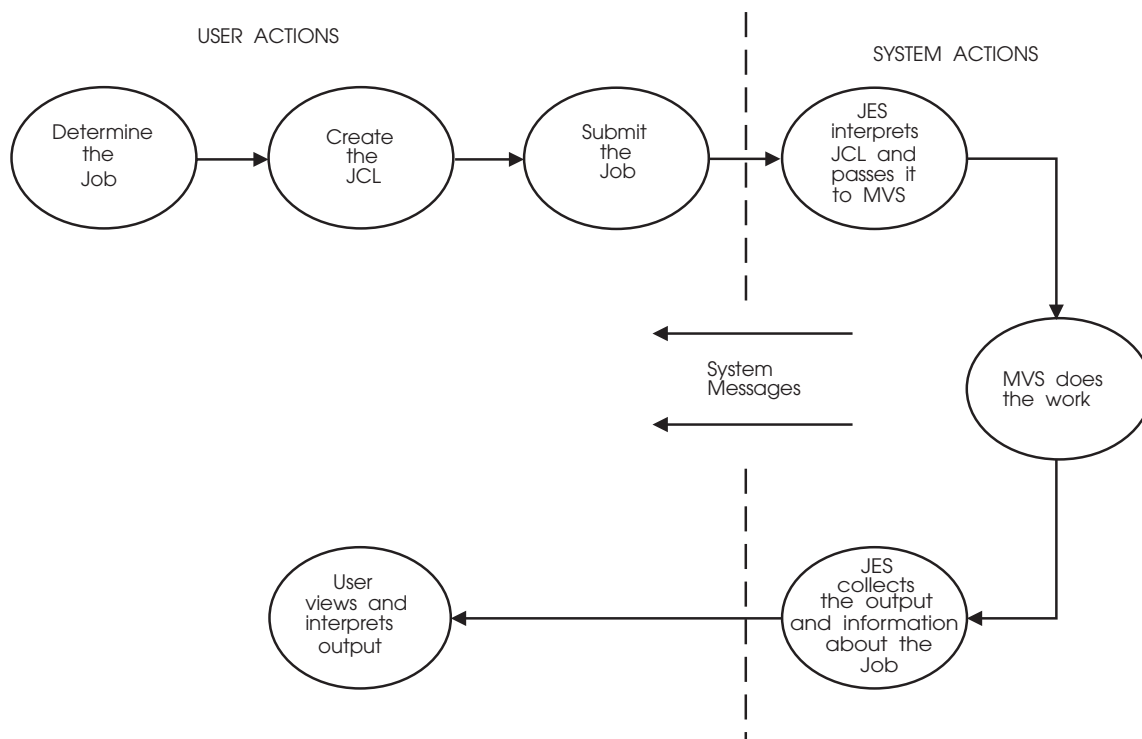 USER ACTIONS
SYSTEM ACTIONS
Determine
the
Job
Create
the
JCL
Submit
the
Job
JES
interprets
JCL and
passes it
to MVS
System
Messages
MVS does
the work
User
views and
interprets
output
JES
collects
the output
and information
about the
Job